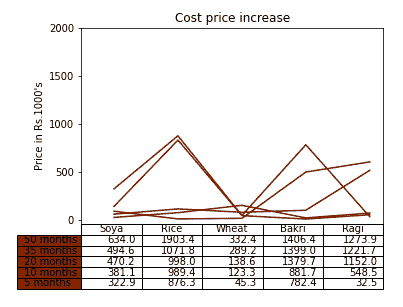 Cost price increase
2000
1500
1000
500
0
Price in Rs.1000's
Soya Rice Wheat Bakri Ragi
50 months 634.0 1903.4 332.4 1406.4 1273.9
35 months 494.6 1071.8 289.2 1399.0 1221.7
20 months 470.2 998.0 138.6 1379.7 1152.0
10 months 381.1 989.4 123.3 881.7 548.5
5 months 322.9 876.3 45.3 782.4 32.5